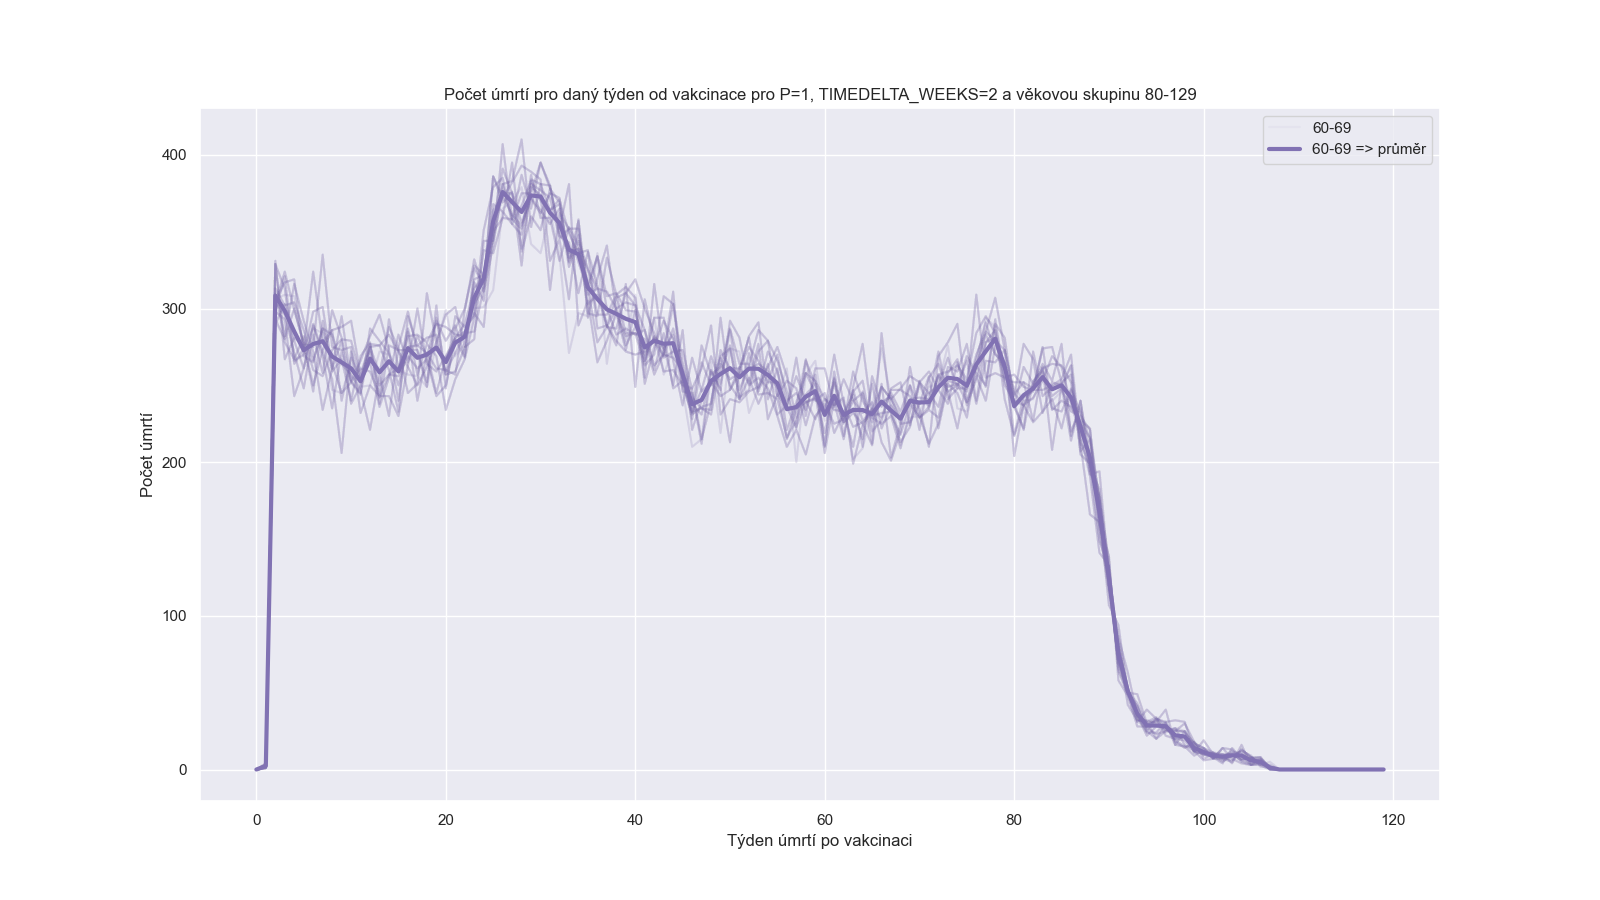 Počet úmrtí pro daný týden od vakcinace pro P=1, TIMEDELTA_WEEKS=2 a věkovou skupinu 80-129
60-69
60-69 => průměr
400
300
200
100
0
Počet úmrtí
0 20 40 60 80 100 120
Týden úmrtí po vakcinaci